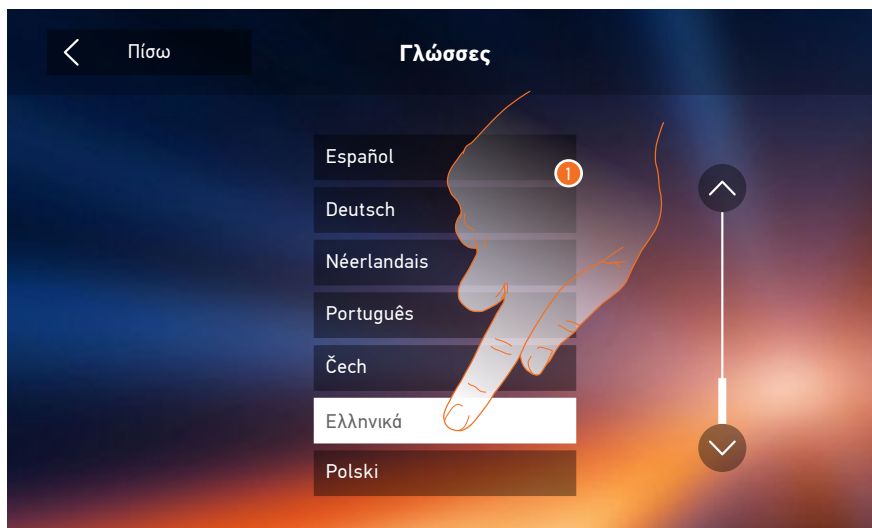 Πίσω
Γλώσσες
Español
1
Deutsch
Néerlandais
Português
Čech
Ελληνικά
Polski